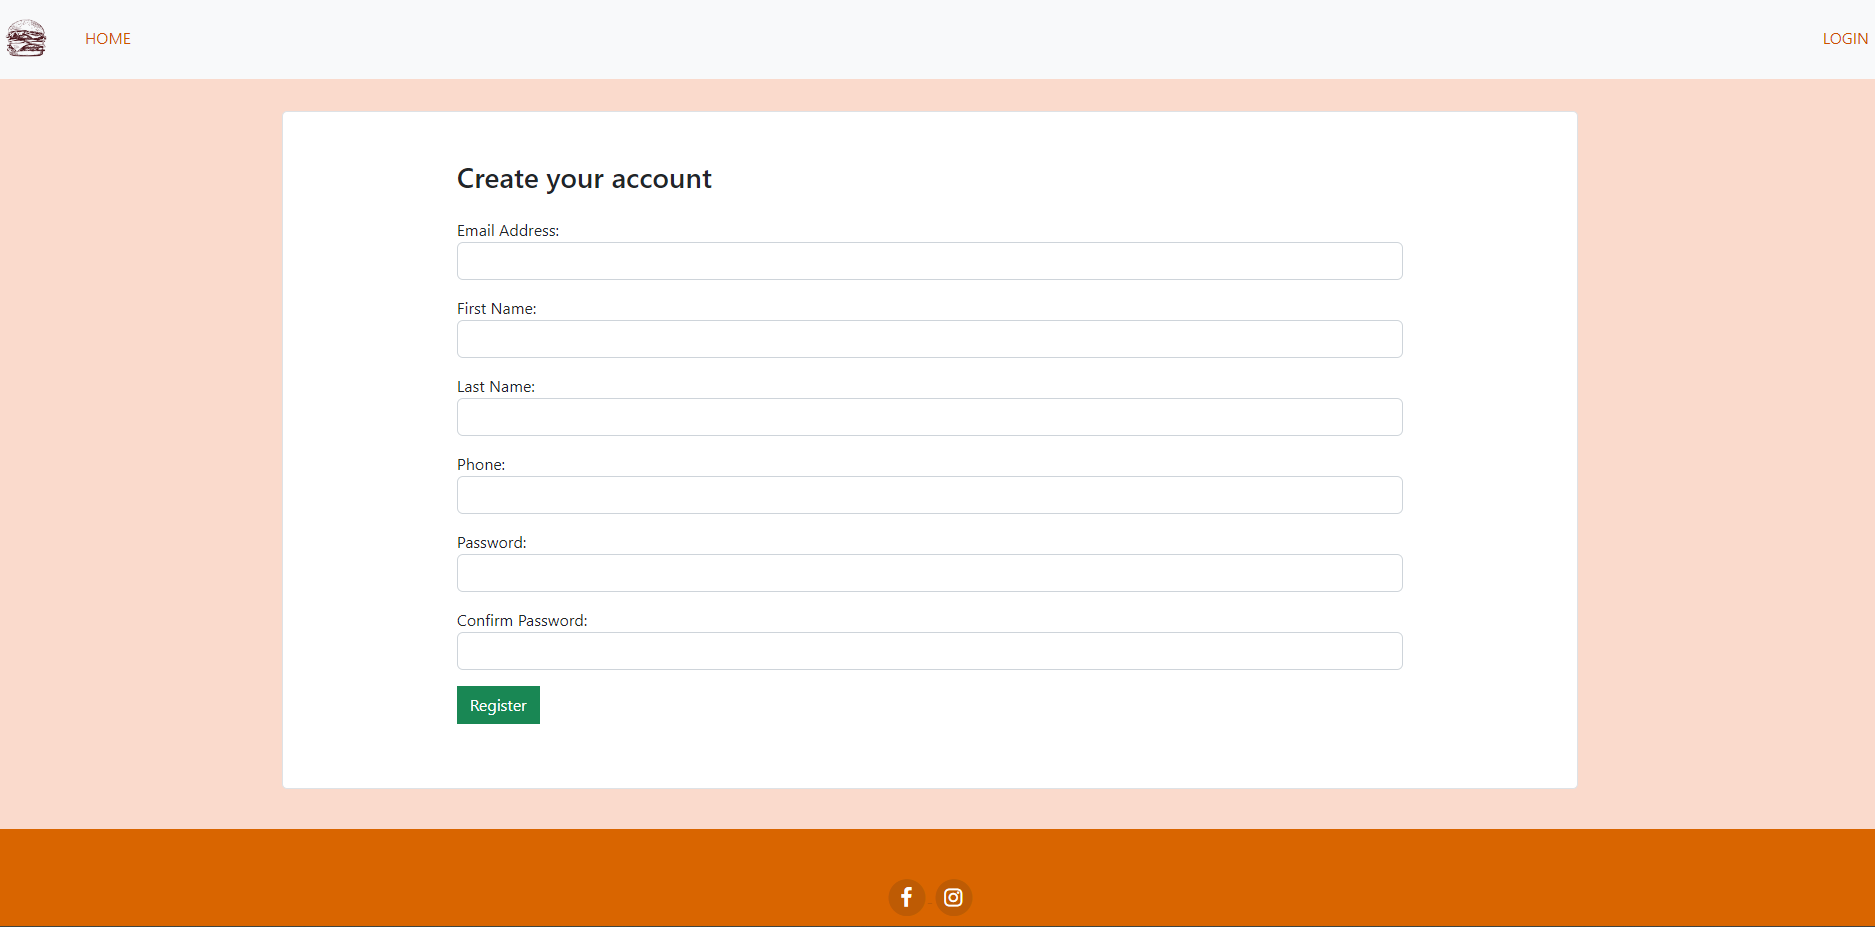 HOME
LOGIN
Create your account
Email Address:
First Name:
Last Name:
Phone:
Password:
Confirm Password:
Register